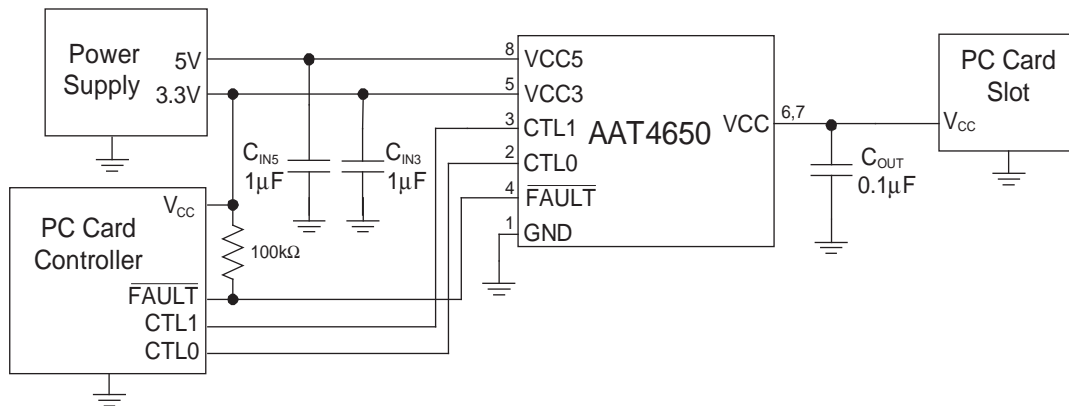 Power
Supply
5V
3.3V
8
VCC5
5
VCC3
3
CTL1
2
CTL0
4
FAULT
1
GND
AAT4650
VCC
6,7
PC Card
Slot
VCC
CIN5
1µF
CIN3
1µF
COUT
0.1µF
VCC
PC Card
Controller
100kΩ
FAULT
CTL1
CTL0